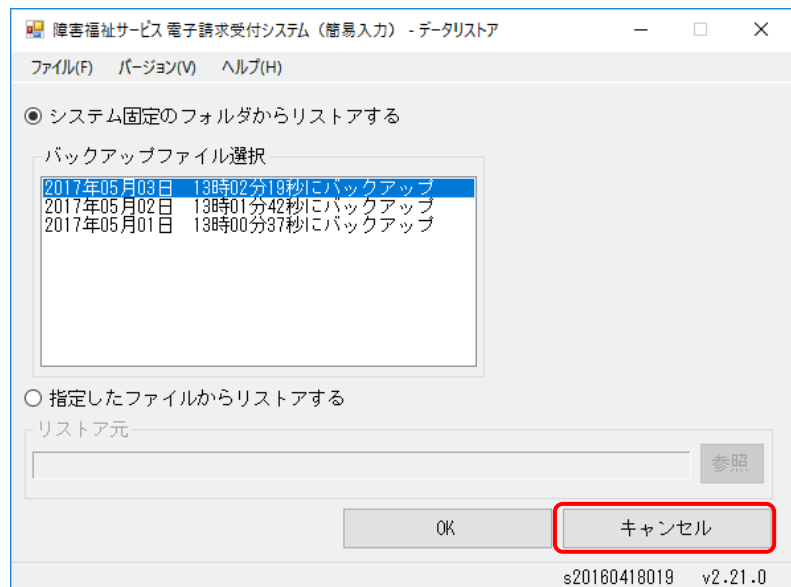 障害福祉サービス 電子請求受付システム（簡易入力） - データリストア
ファイル(F) バージョン(V) ヘルプ(H)
システム固定のフォルダからリストアする
バックアップファイル選択
2017年05月03日 13時02分19秒にバックアップ
2017年05月02日 13時01分42秒にバックアップ
2017年05月01日 13時00分37秒にバックアップ
指定したファイルからリストアする
リストア元
参照
OK キャンセル
s20160418019 v2.21.0